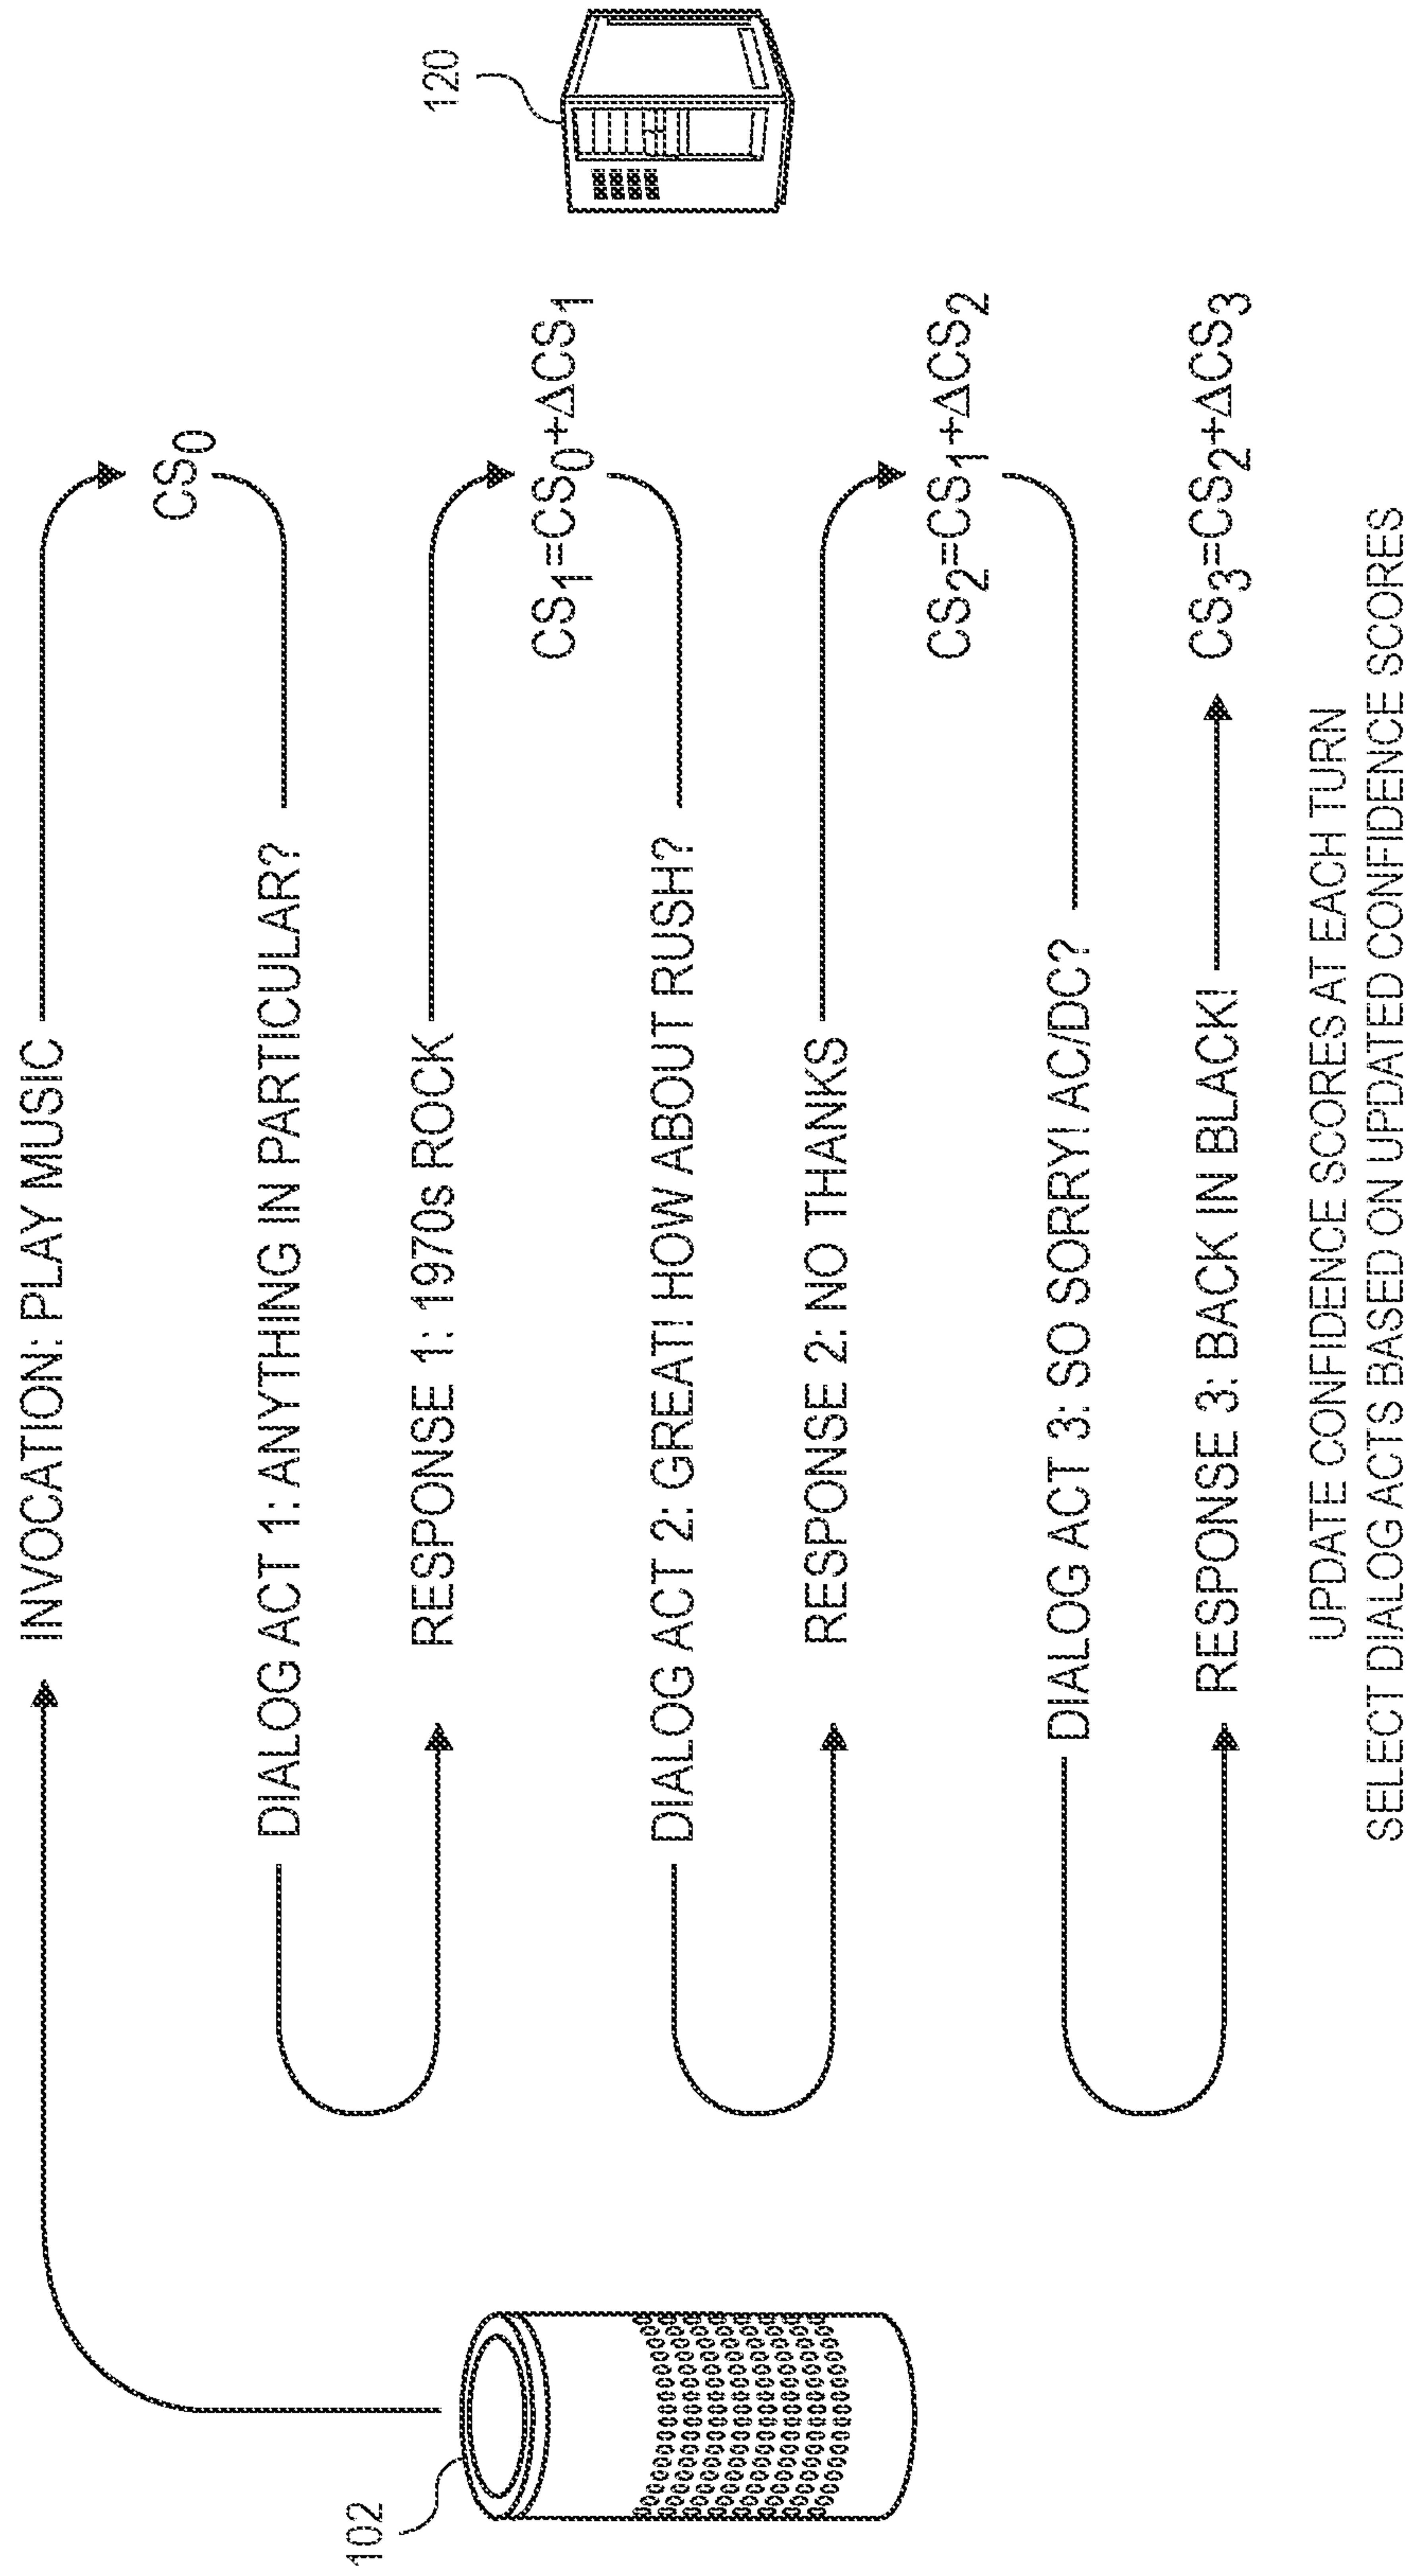 INVOCATION: PLAY MUSIC
CS0
DIALOG ACT 1: ANYTHING IN PARTICULAR?
RESPONSE 1: 1970s ROCK
CS1=CS0+ΔCS1
DIALOG ACT 2: GREAT! HOW ABOUT RUSH?
RESPONSE 2: NO THANKS
CS2=CS1+ΔCS2
DIALOG ACT 3: SO SORRY! AC/DC?
RESPONSE 3: BACK IN BLACK!
CS3=CS2+ΔCS3
UPDATE CONFIDENCE SCORES AT EACH TURN
SELECT DIALOG ACTS BASED ON UPDATED CONFIDENCE SCORES
102
120